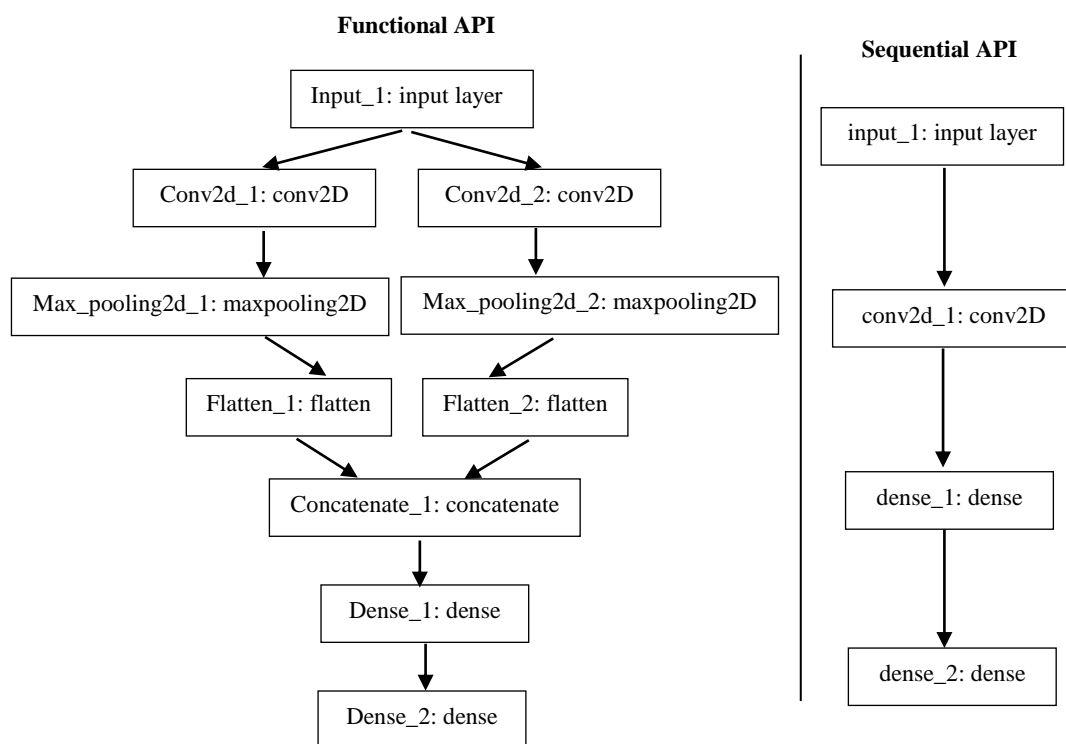 Functional API
Input_1: input layer
Conv2d_1: conv2D
Conv2d_2: conv2D
Max_pooling2d_1: maxpooling2D
Max_pooling2d_2: maxpooling2D
Flatten_1: flatten
Flatten_2: flatten
Concatenate_1: concatenate
Dense_1: dense
Dense_2: dense
Sequential API
input_1: input layer
conv2d_1: conv2D
dense_1: dense
dense_2: dense